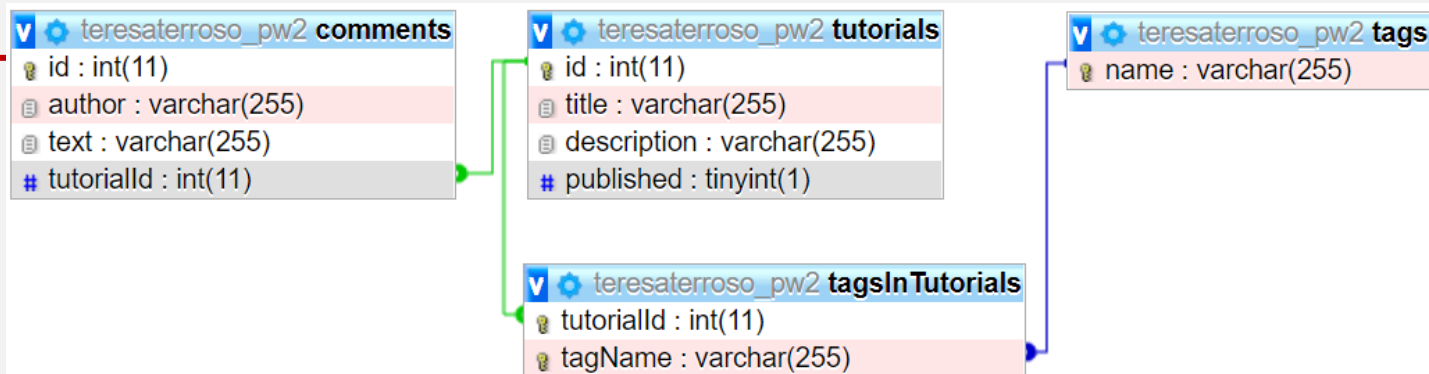 v teresaterroso_pw2 comments
id : int(11)
author : varchar(255)
text : varchar(255)
# tutorialId : int(11)
v teresaterroso_pw2 tutorials
id : int(11)
title : varchar(255)
description : varchar(255)
# published : tinyint(1)
v teresaterroso_pw2 tags
name : varchar(255)
v teresaterroso_pw2 tagsInTutorials
tutorialId : int(11)
tagName : varchar(255)